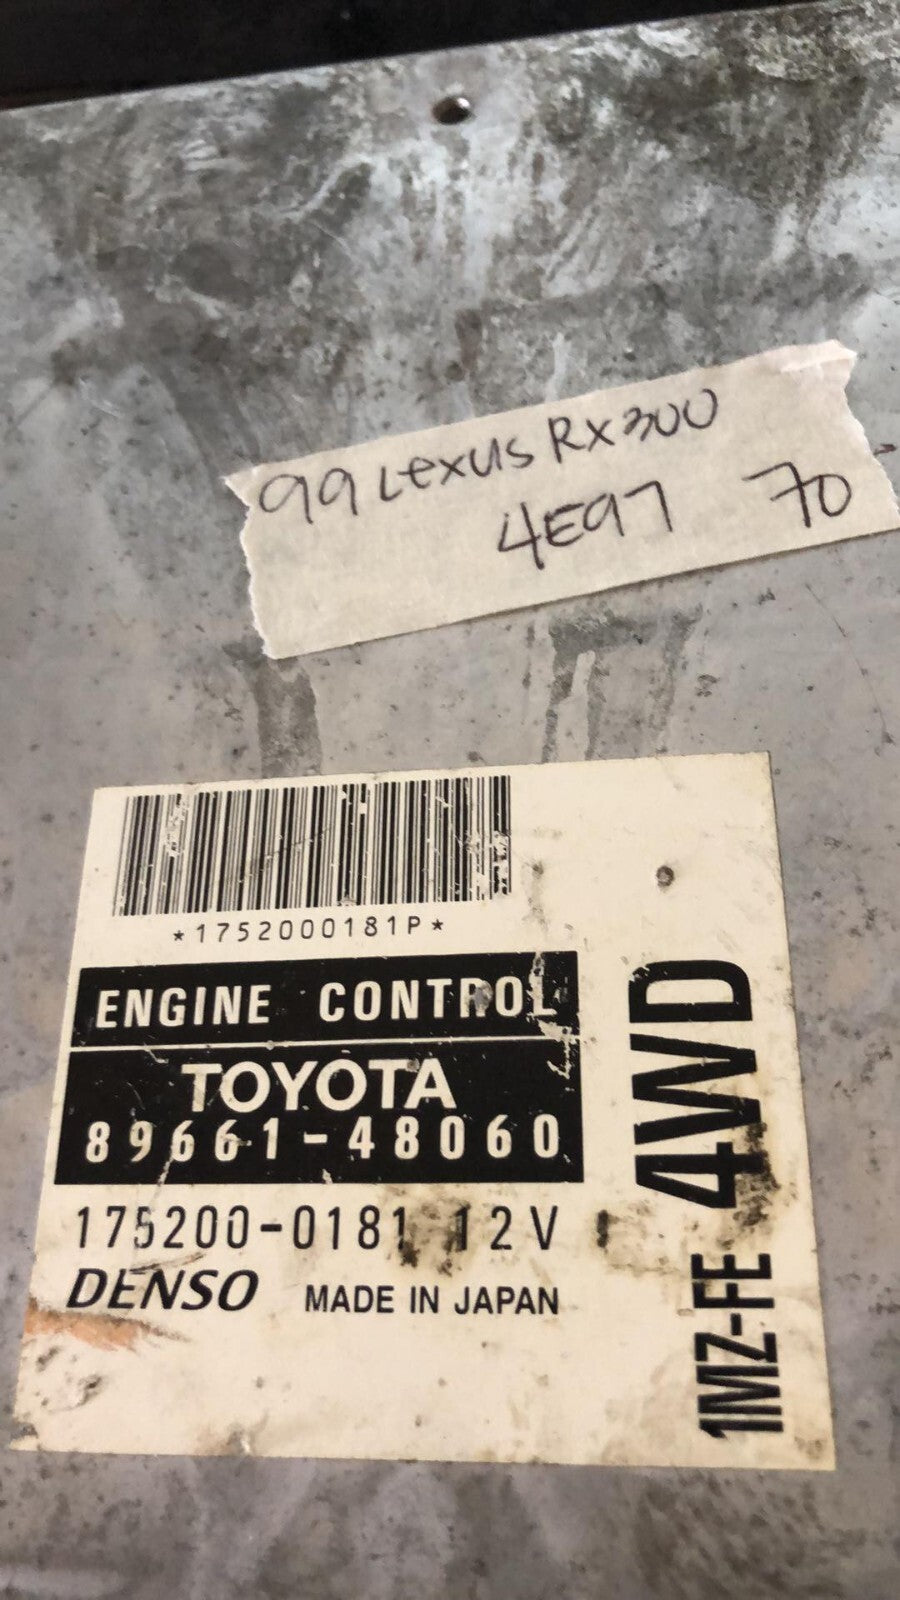 99 Lexus RX300
4E97 70
*1752000181P*
ENGINE CONTROL
TOYOTA
89661-48060
175200-0181 12V
DENSO MADE IN JAPAN
1MZ-FE 4WD